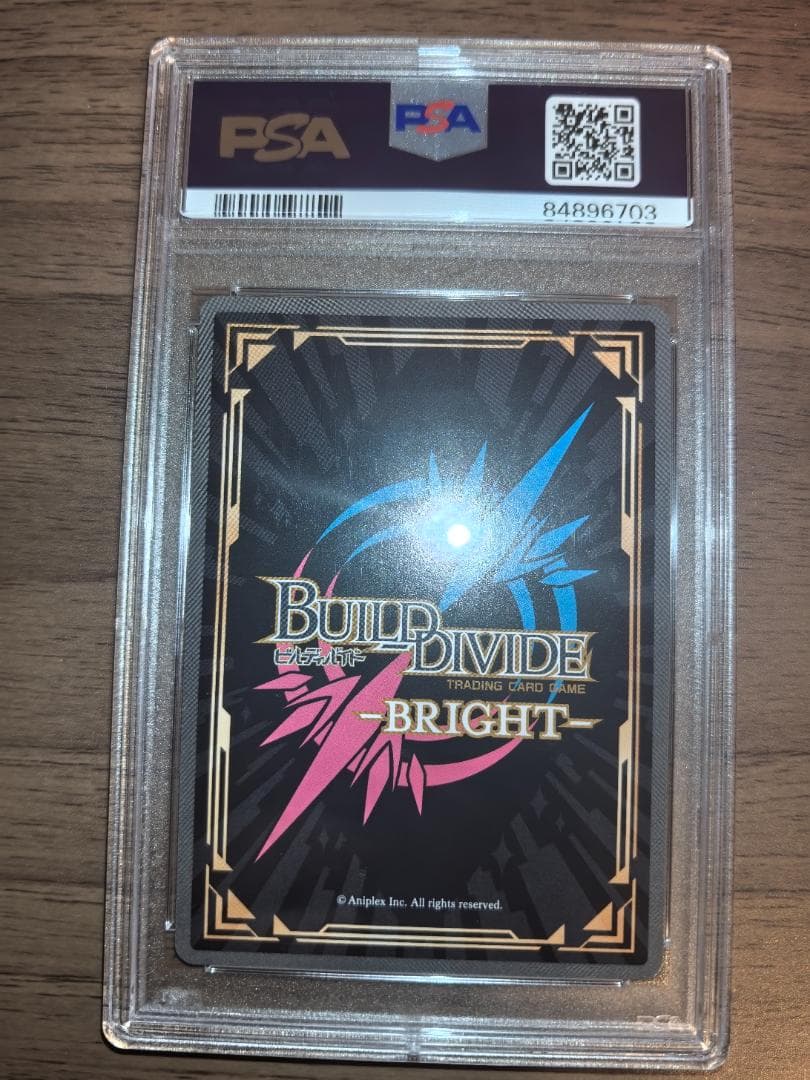 PSA
PSA
84896703
BUILD DIVIDE
ビルディバイド
TRADING CARD GAME
-BRIGHT-
© Aniplex Inc. All rights reserved.